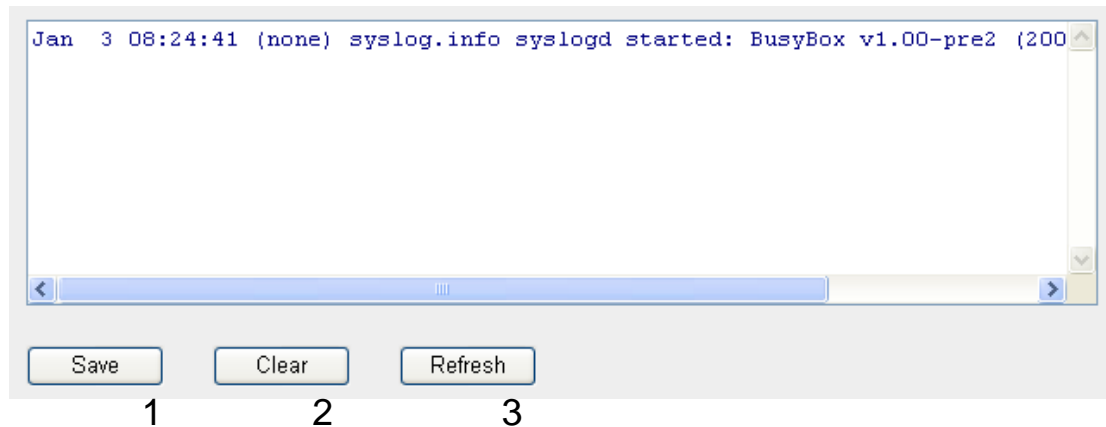 Jan  3 08:24:41 (none) syslog.info syslogd started: BusyBox v1.00-pre2 (200
Save Clear Refresh
1 2 3